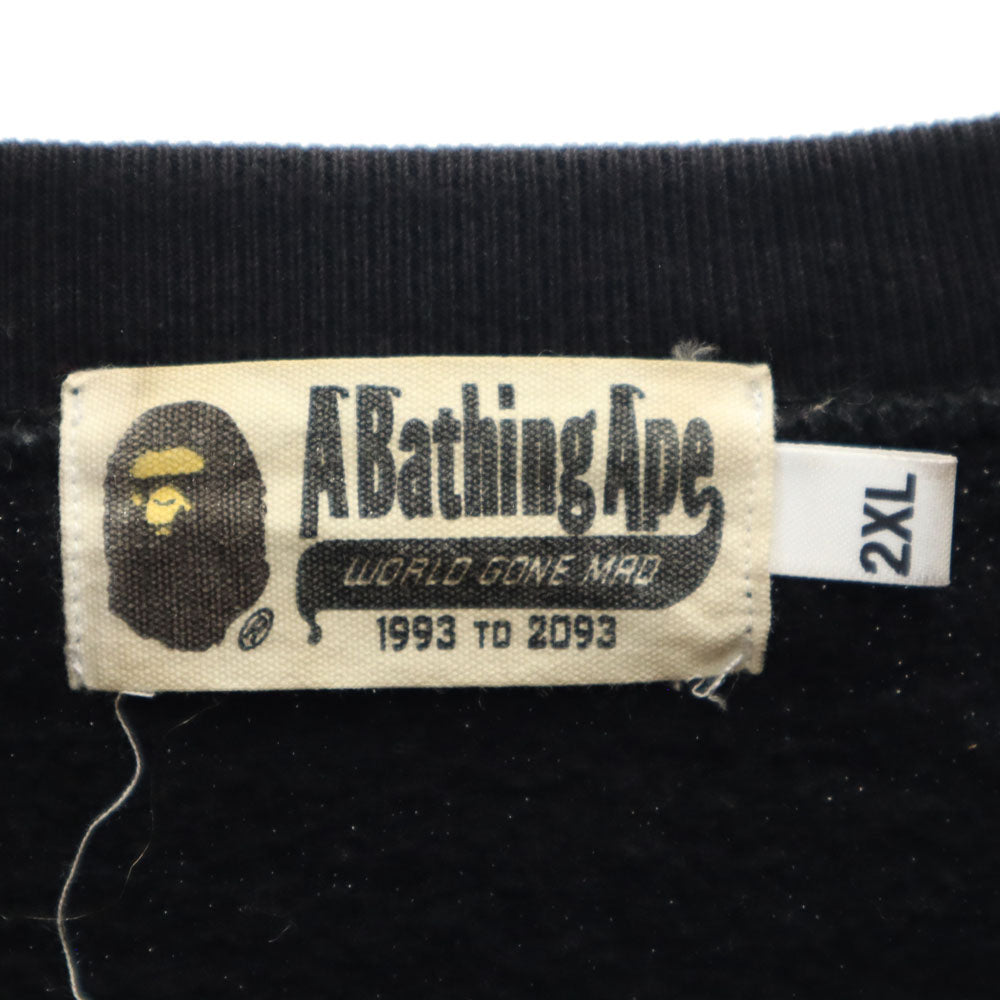 A Bathing Ape
WORLD GONE MAD
1993 TO 2093
®
2XL